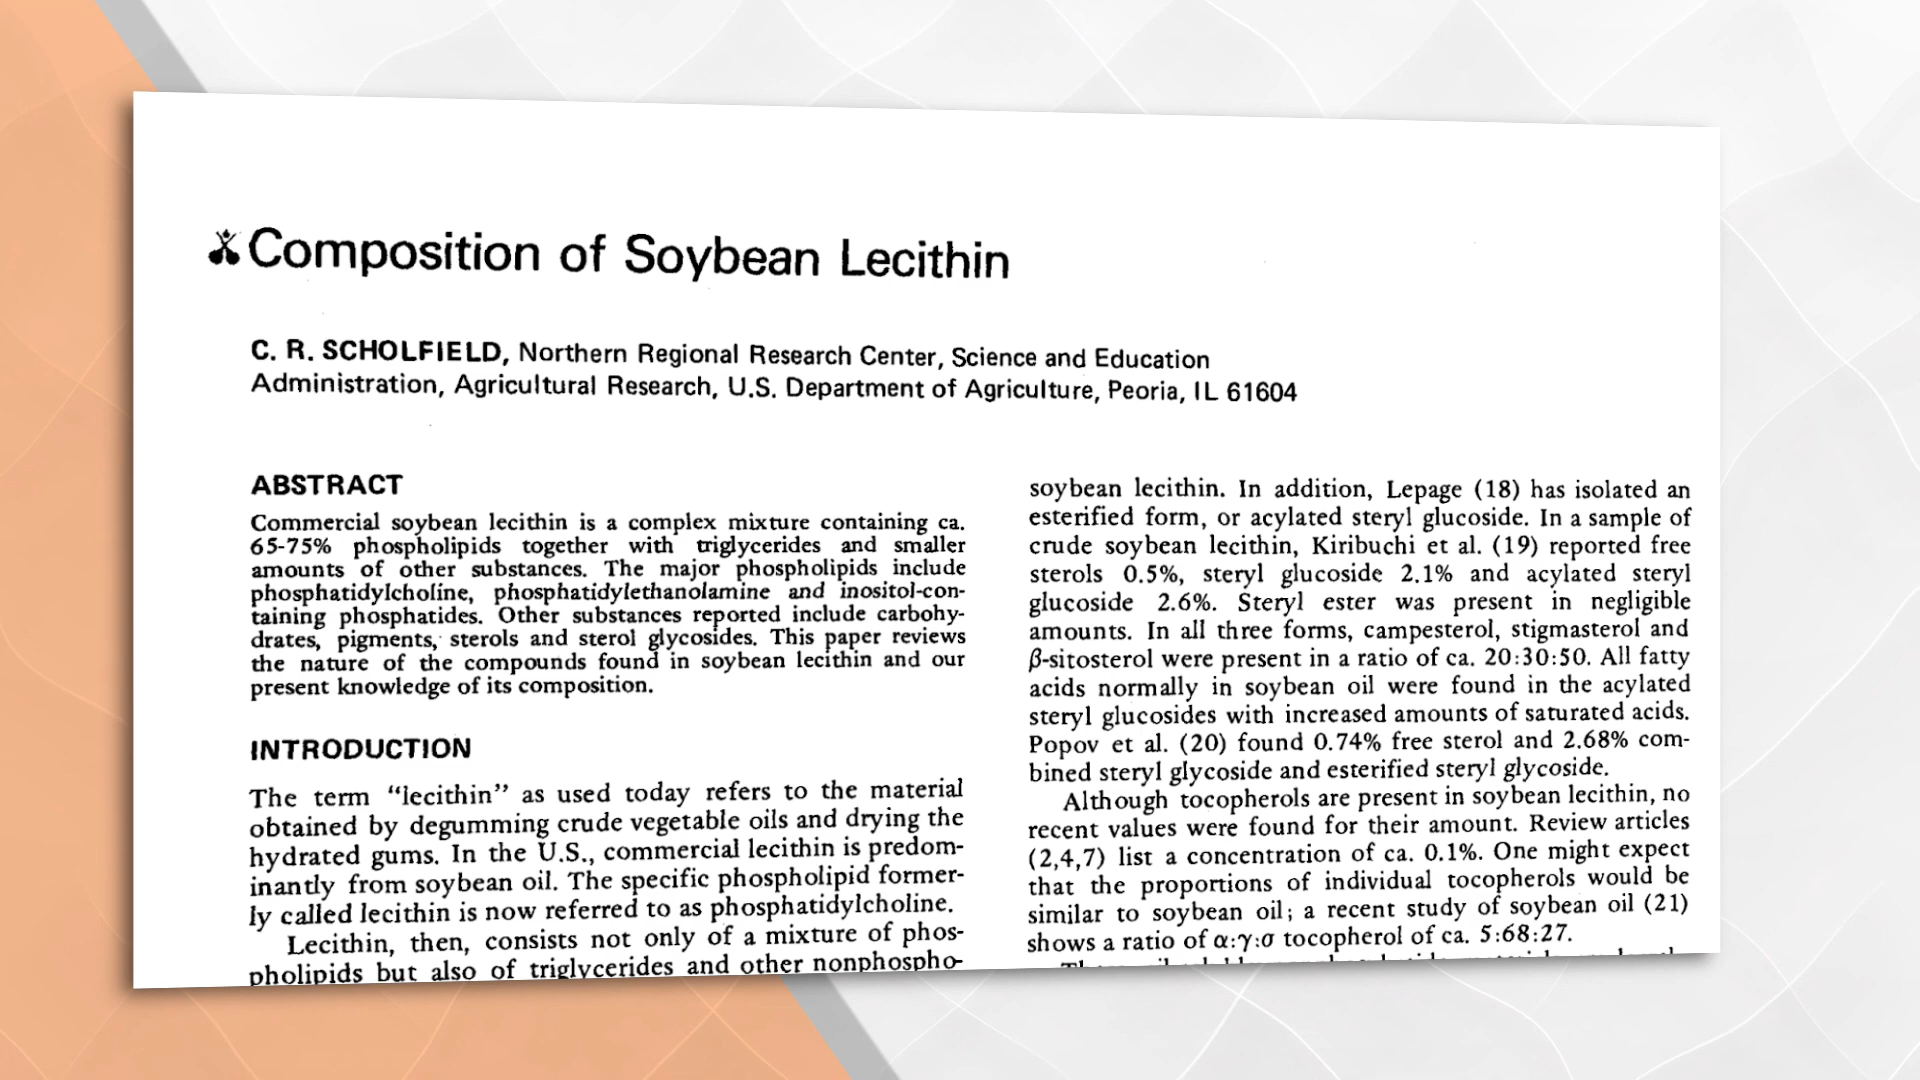 Composition of Soybean Lecithin
C. R. SCHOLFIELD, Northern Regional Research Center, Science and Education
Administration, Agricultural Research, U.S. Department of Agriculture, Peoria, IL 61604
ABSTRACT
Commercial soybean lecithin is a complex mixture containing ca.
65-75% phospholipids together with triglycerides and smaller
amounts of other substances. The major phospholipids include
phosphatidylcholine, phosphatidylethanolamine and inositol-con-
taining phosphatides. Other substances reported include carbohy-
drates, pigments, sterols and sterol glycosides. This paper reviews
the nature of the compounds found in soybean lecithin and our
present knowledge of its composition.
INTRODUCTION
The term “lecithin” as used today refers to the material
obtained by degumming crude vegetable oils and drying the
hydrated gums. In the U.S., commercial lecithin is predom-
inantly from soybean oil. The specific phospholipid former-
ly called lecithin is now referred to as phosphatidylcholine.
Lecithin, then, consists not only of a mixture of phos-
pholipids but also of triglycerides and other nonphospho-
soybean lecithin. In addition, Lepage (18) has isolated an
esterified form, or acylated steryl glucoside. In a sample of
crude soybean lecithin, Kiribuchi et al. (19) reported free
sterols 0.5%, steryl glucoside 2.1% and acylated steryl
glucoside 2.6%. Steryl ester was present in negligible
amounts. In all three forms, campesterol, stigmasterol and
β-sitosterol were present in a ratio of ca. 20:30:50. All fatty
acids normally in soybean oil were found in the acylated
steryl glucosides with increased amounts of saturated acids.
Popov et al. (20) found 0.74% free sterol and 2.68% com-
bined steryl glycoside and esterified steryl glycoside.
Although tocopherols are present in soybean lecithin, no
recent values were found for their amount. Review articles
(2,4,7) list a concentration of ca. 0.1%. One might expect
that the proportions of individual tocopherols would be
similar to soybean oil; a recent study of soybean oil (21)
shows a ratio of α:γ:σ tocopherol of ca. 5:68:27.